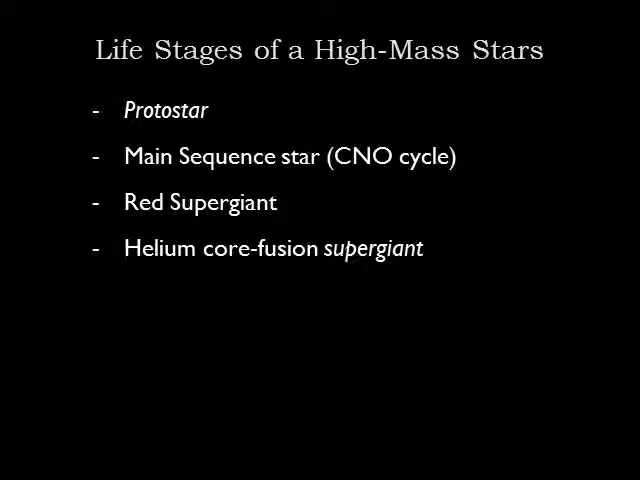 Life Stages of a High-Mass Stars
- Protostar
- Main Sequence star (CNO cycle)
- Red Supergiant
- Helium core-fusion supergiant